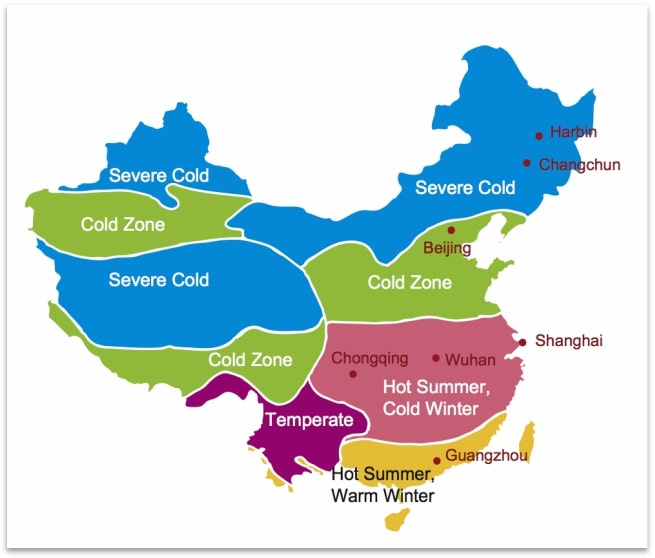 Harbin
Severe Cold
Changchun
Severe Cold
Cold Zone
Beijing
Severe Cold
Cold Zone
Shanghai
Cold Zone
Chongqing
Wuhan
Hot Summer,
Cold Winter
Temperate
Guangzhou
Hot Summer,
Warm Winter